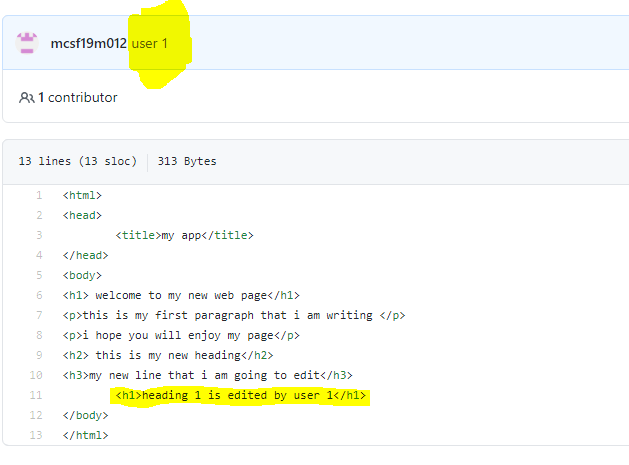 mcsf19m012 user 1
1 contributor
13 lines (13 sloc) 313 Bytes
1 <html>
2 <head>
3 <title>my app</title>
4 </head>
5 <body>
6 <h1> welcome to my new web page</h1>
7 <p>this is my first paragraph that i am writing </p>
8 <p>i hope you will enjoy my page</p>
9 <h2> this is my new heading</h2>
10 <h3>my new line that i am going to edit</h3>
11 <h1>heading 1 is edited by user 1</h1>
12 </body>
13 </html>